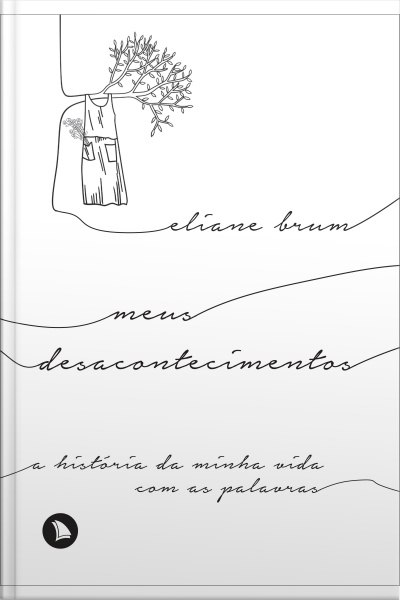 eliane brum
meus
desacontecimentos
a história da minha vida
com as palavras